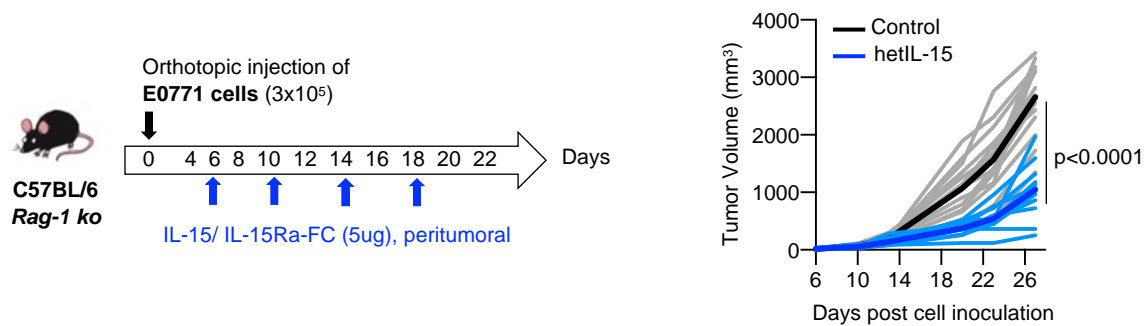 Orthotopic injection of
E0771 cells (3x10⁵)
0 4 6 8 10 12 14 16 18 20 22
Days
C57BL/6
Rag-1 ko
IL-15/ IL-15Ra-FC (5ug), peritumoral
Tumor Volume (mm³)
4000
3000
2000
1000
0
Control
hetIL-15
p<0.0001
6 10 14 18 22 26
Days post cell inoculation